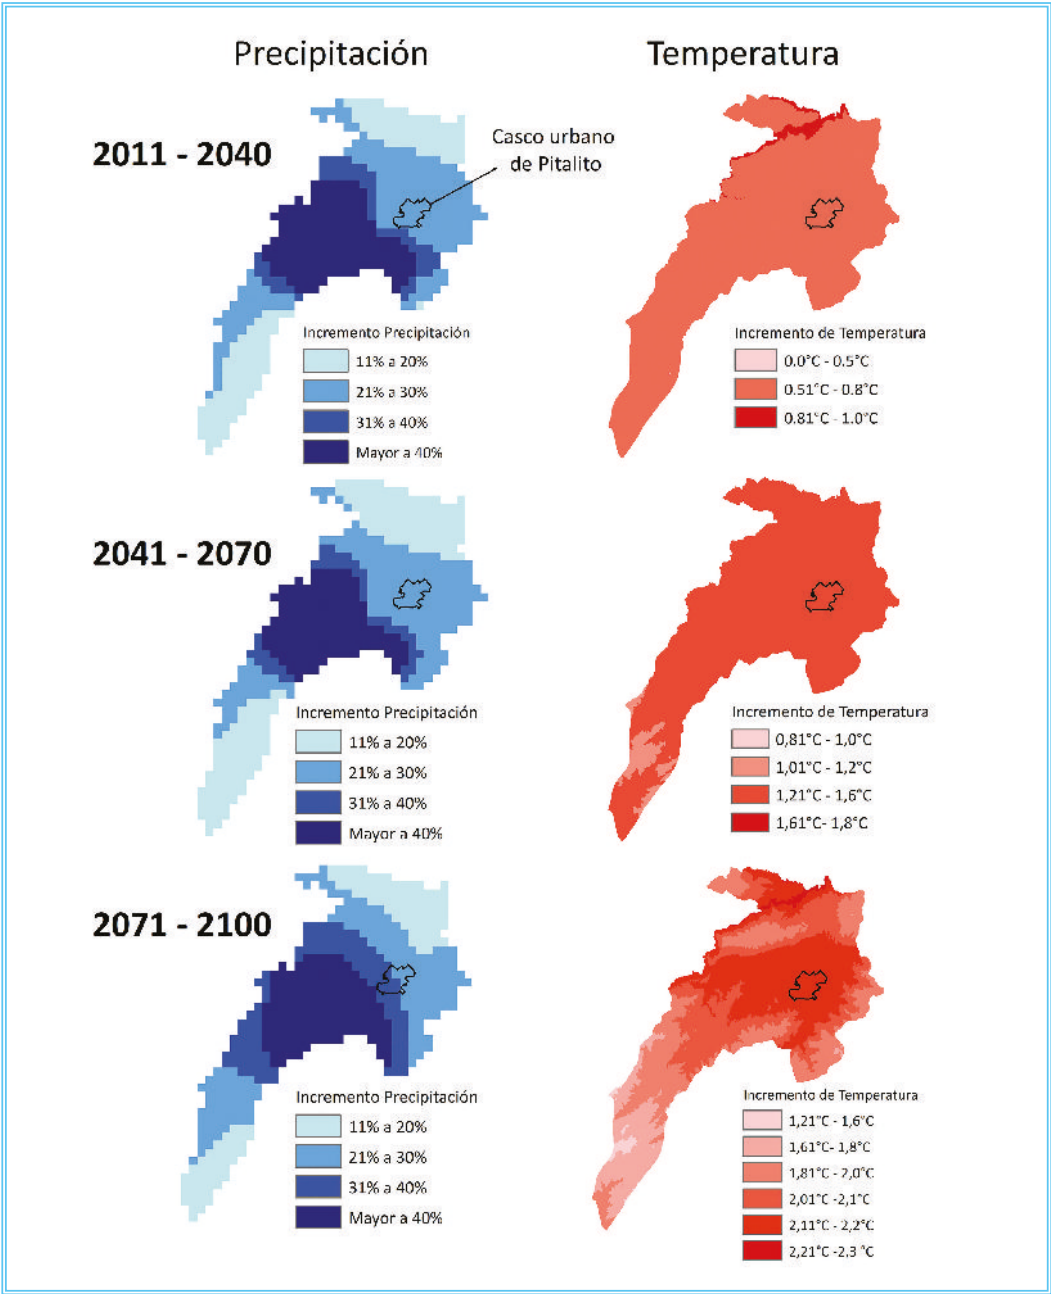 Precipitación
Temperatura
2011 - 2040
Casco urbano
de Pitalito
Incremento Precipitación
11% a 20%
21% a 30%
31% a 40%
Mayor a 40%
Incremento de Temperatura
0.0°C - 0.5°C
0.51°C - 0.8°C
0.81°C - 1.0°C
2041 - 2070
Incremento Precipitación
11% a 20%
21% a 30%
31% a 40%
Mayor a 40%
Incremento de Temperatura
0,81°C - 1,0°C
1,01°C - 1,2°C
1,21°C - 1,6°C
1,61°C- 1,8°C
2071 - 2100
Incremento Precipitación
11% a 20%
21% a 30%
31% a 40%
Mayor a 40%
Incremento de Temperatura
1,21°C - 1,6°C
1,61°C- 1,8°C
1,81°C - 2,0°C
2,01°C -2,1°C
2,11°C - 2,2°C
2,21°C -2,3 °C